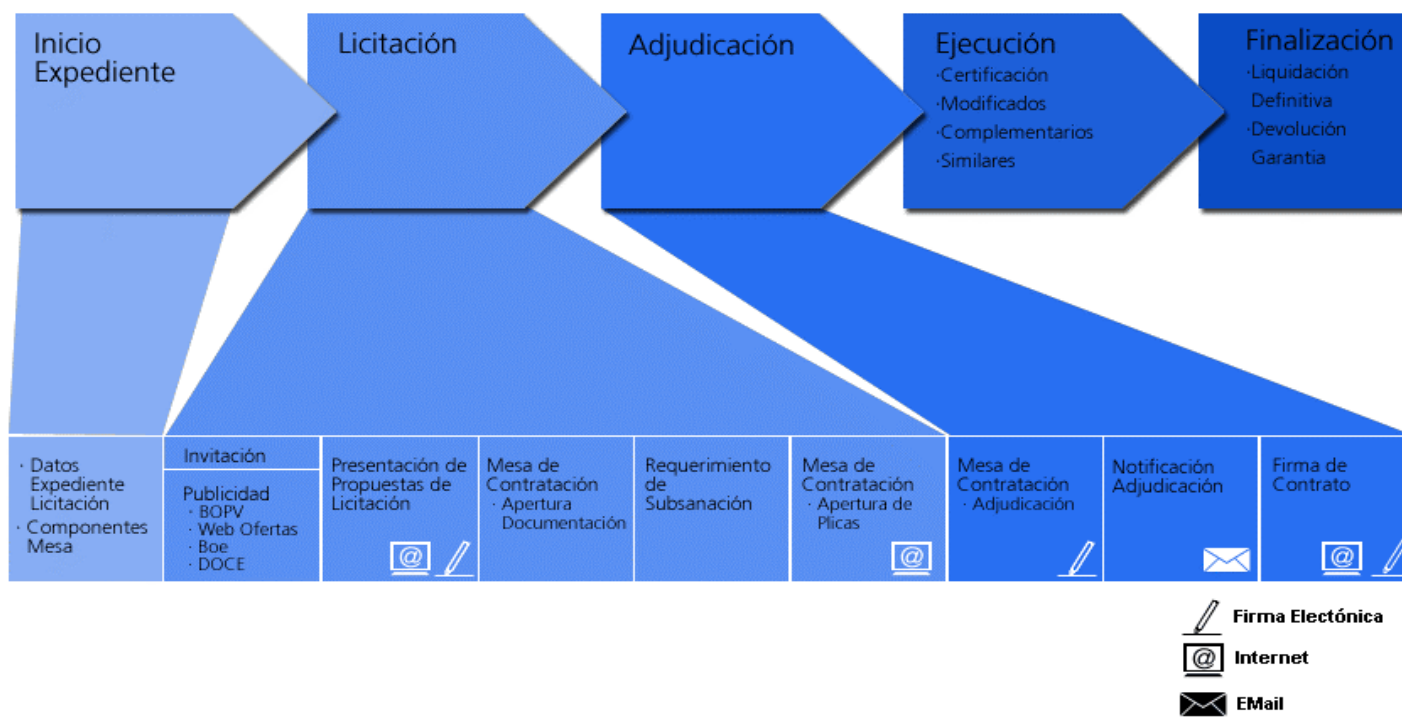 Inicio
Expediente
Licitación
Adjudicación
Ejecución
·Certificación
·Modificados
·Complementarios
·Similares
Finalización
·Liquidación
Definitiva
·Devolución
Garantia
· Datos
Expediente
Licitación
· Componentes
Mesa
Invitación
Publicidad
· BOPV
· Web Ofertas
· Boe
· DOCE
Presentación de
Propuestas de
Licitación
@
Mesa de
Contratación
· Apertura
Documentación
Requerimiento
de
Subsanación
Mesa de
Contratación
· Apertura de
Plicas
@
Mesa de
Contratación
· Adjudicación
Notificación
Adjudicación
Firma de
Contrato
@
Firma Electónica
@ Internet
EMail